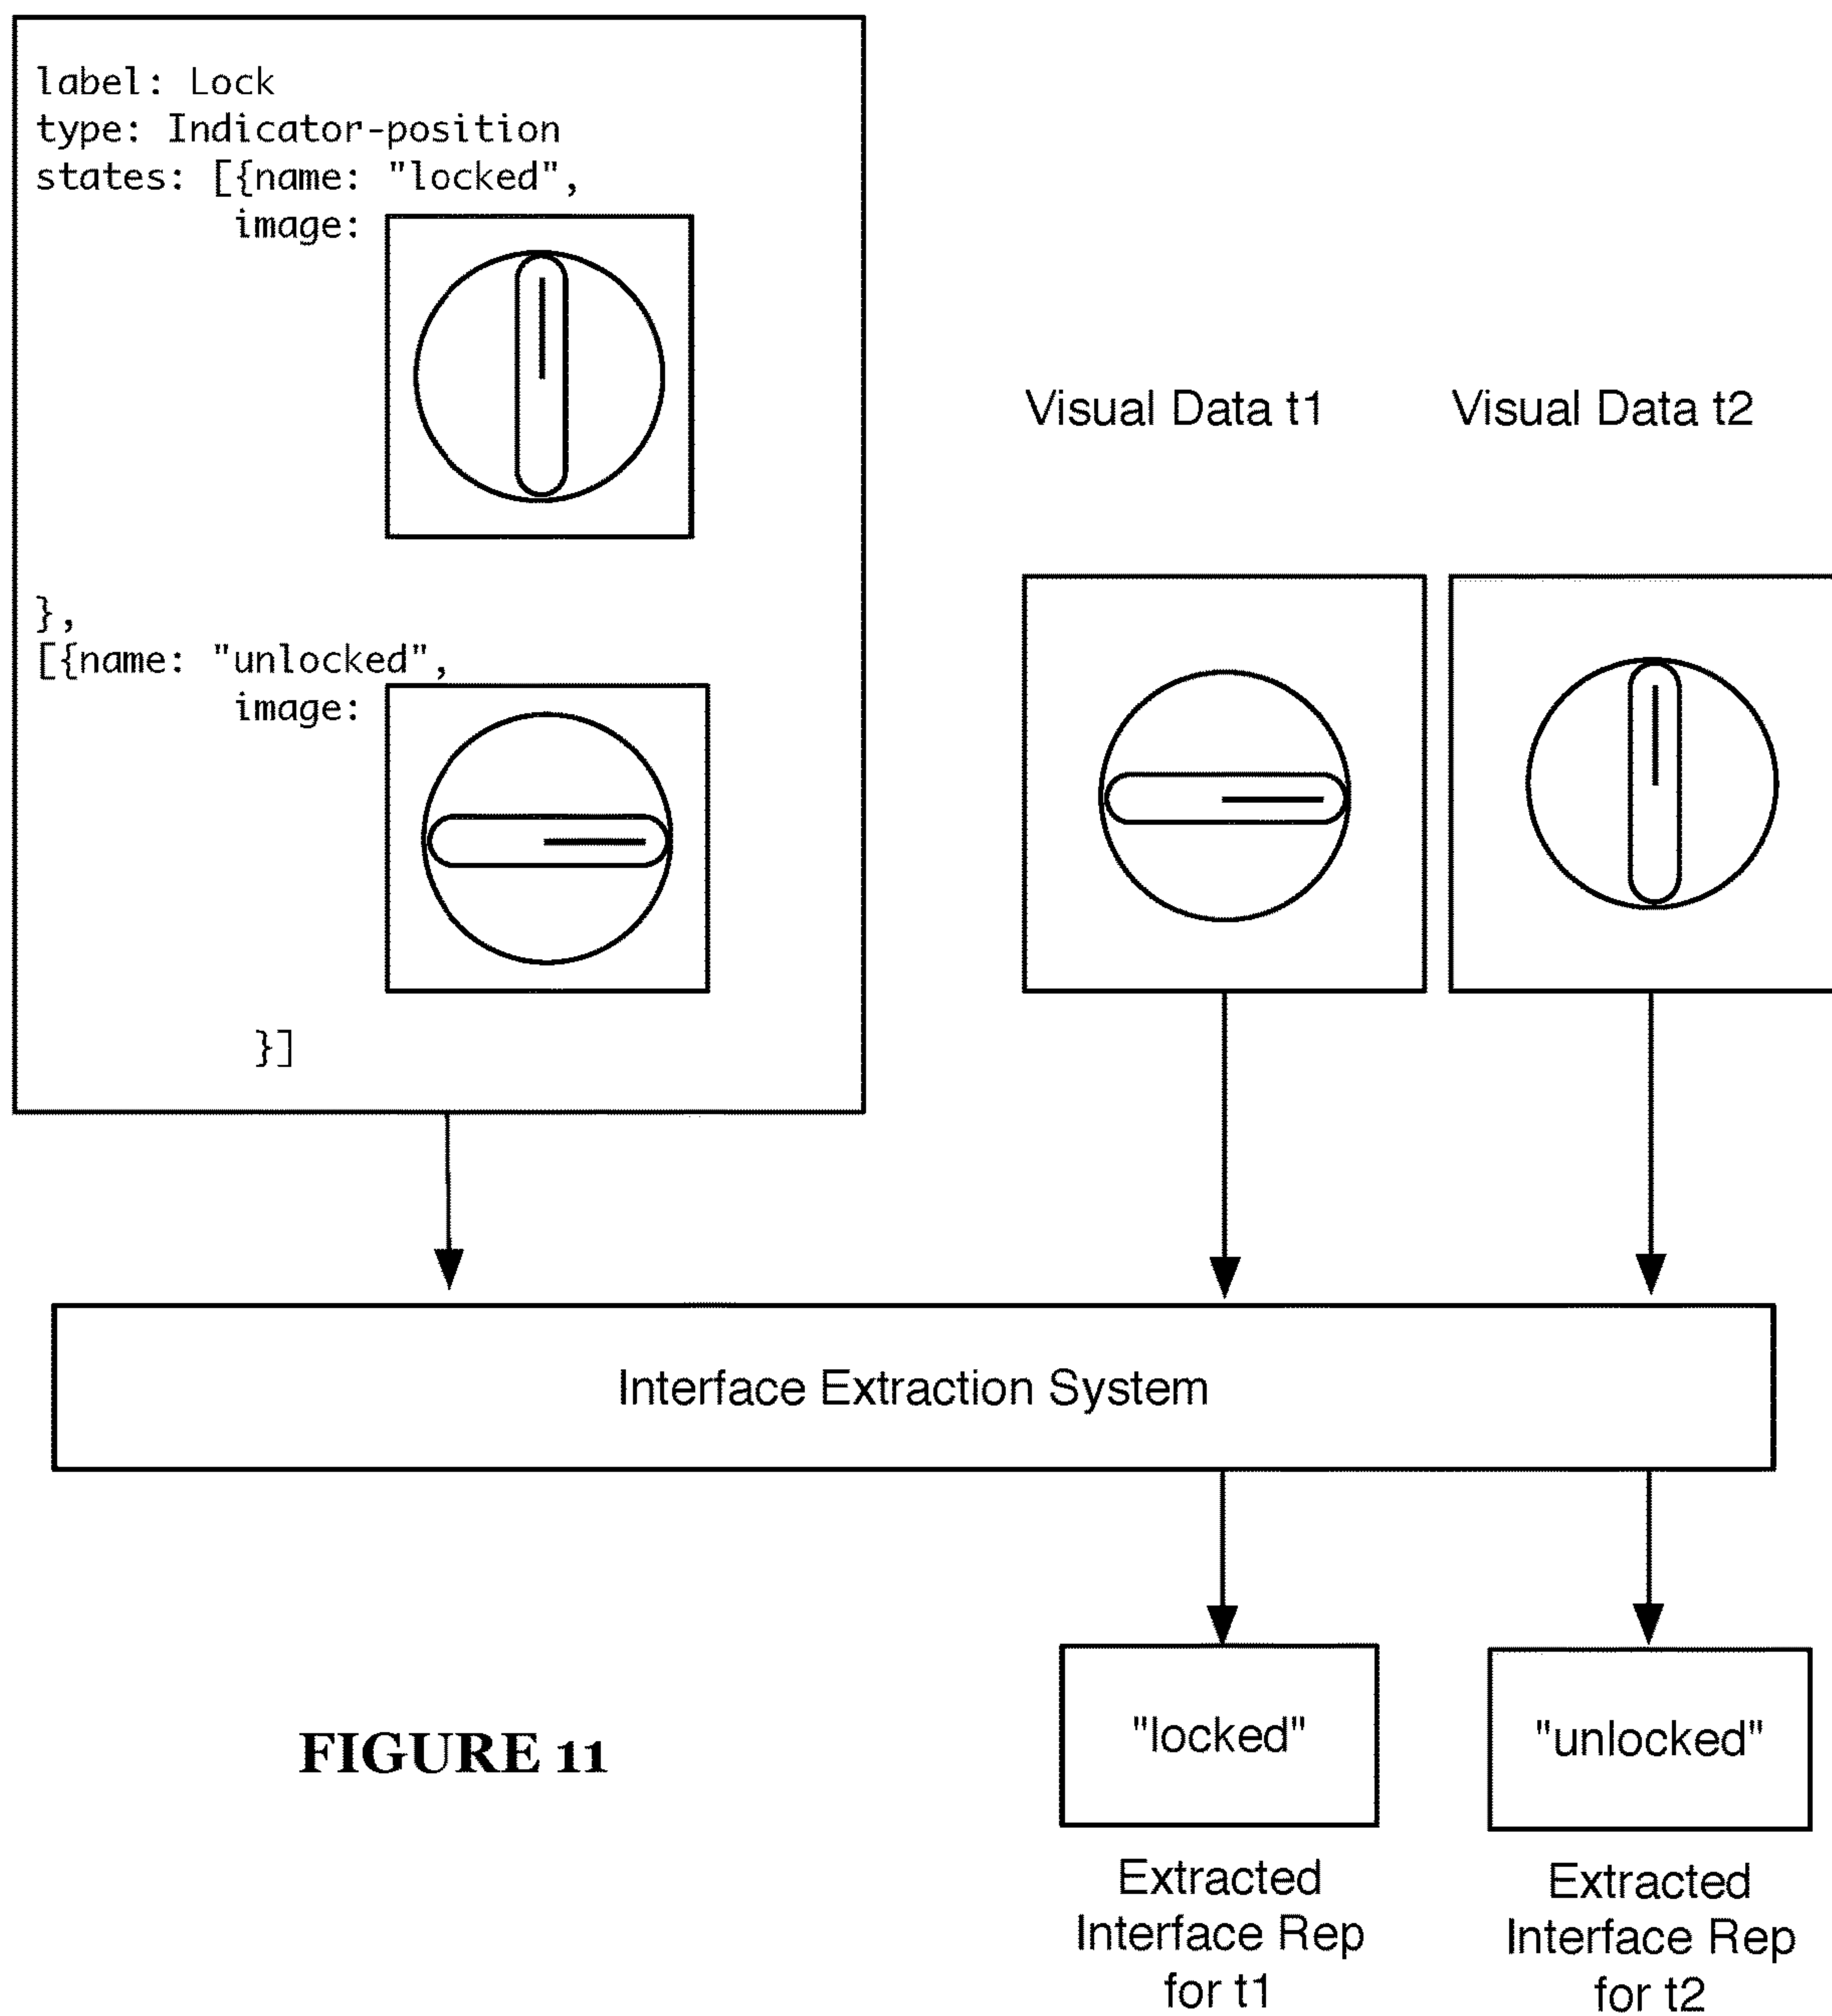 label: Lock
type: Indicator-position
states: [{name: "locked",
image:
},
[{name: "unlocked",
image:
}]
Visual Data t1
Visual Data t2
Interface Extraction System
"locked"
"unlocked"
Extracted
Interface Rep
for t1
Extracted
Interface Rep
for t2
FIGURE 11